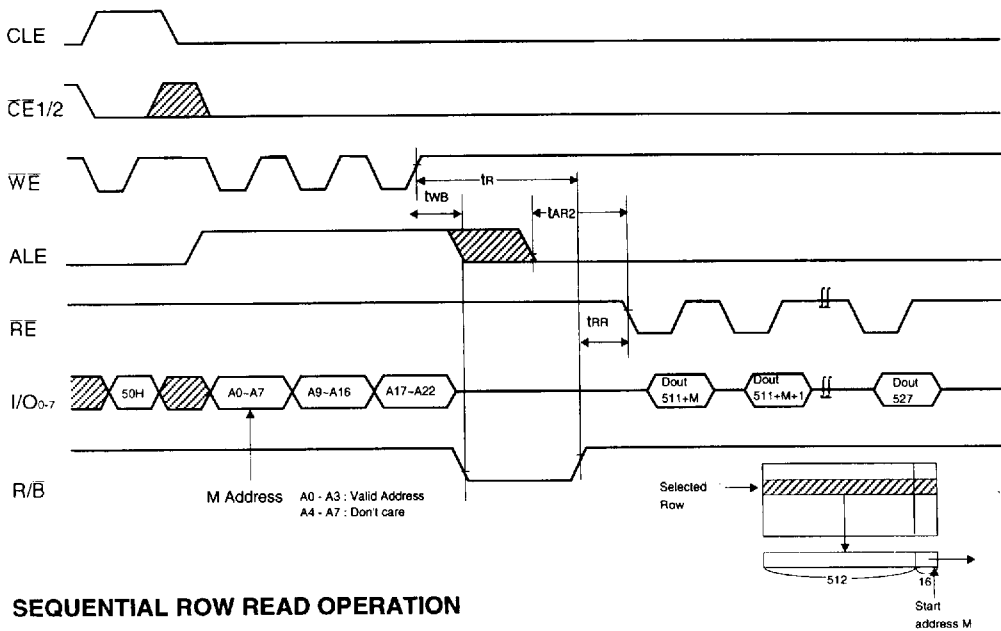 CLE
CE1/2
WE
tR
tWB
tAR2
ALE
RE
tRR
I/O0-7
50H
A0~A7
A9~A16
A17~A22
Dout
511+M
Dout
511+M+1
Dout
527
R/B
M Address
A0 - A3 : Valid Address
A4 - A7 : Don't care
Selected
Row
512
16
Start
address M
SEQUENTIAL ROW READ OPERATION